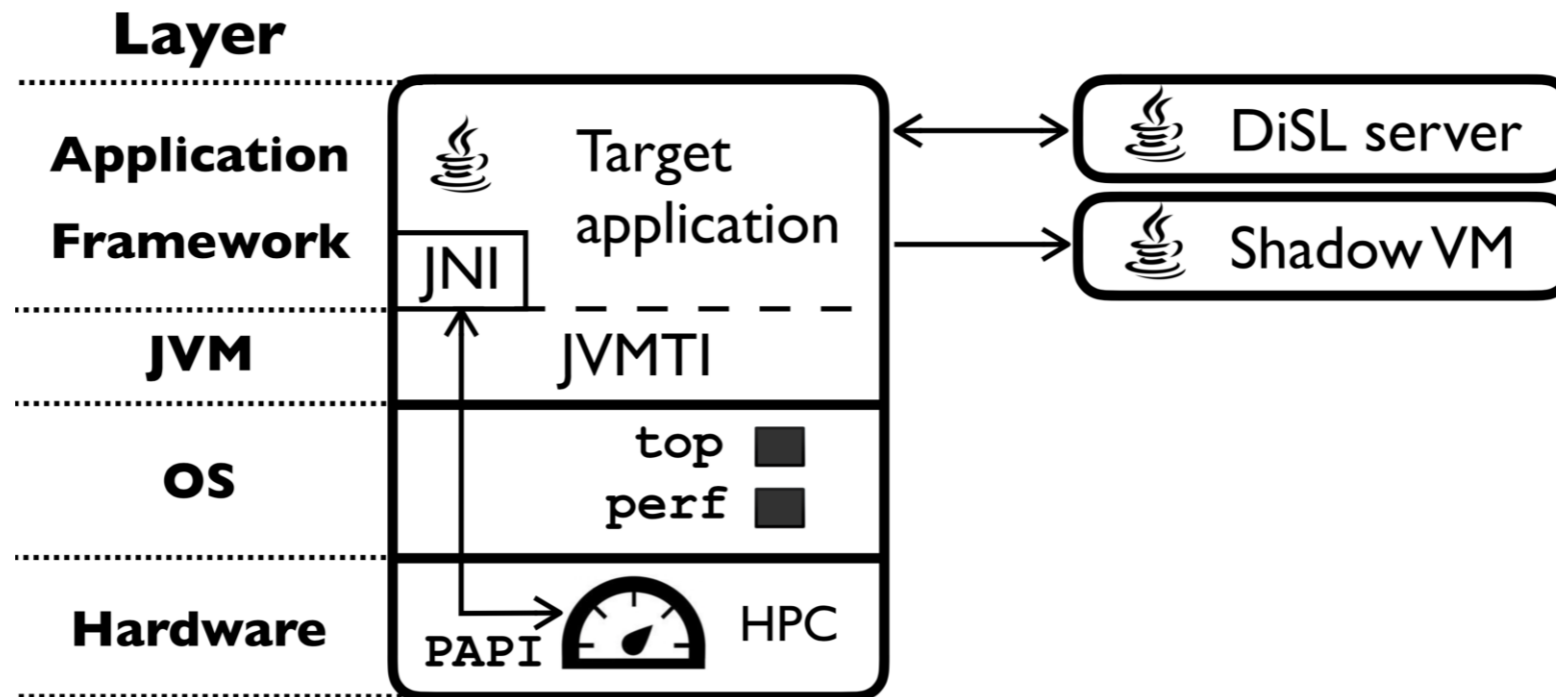 Layer
Application
Framework
JVM
OS
Hardware
Target
application
JNI
JVMTI
top
perf
PAPI
HPC
DiSL server
Shadow VM